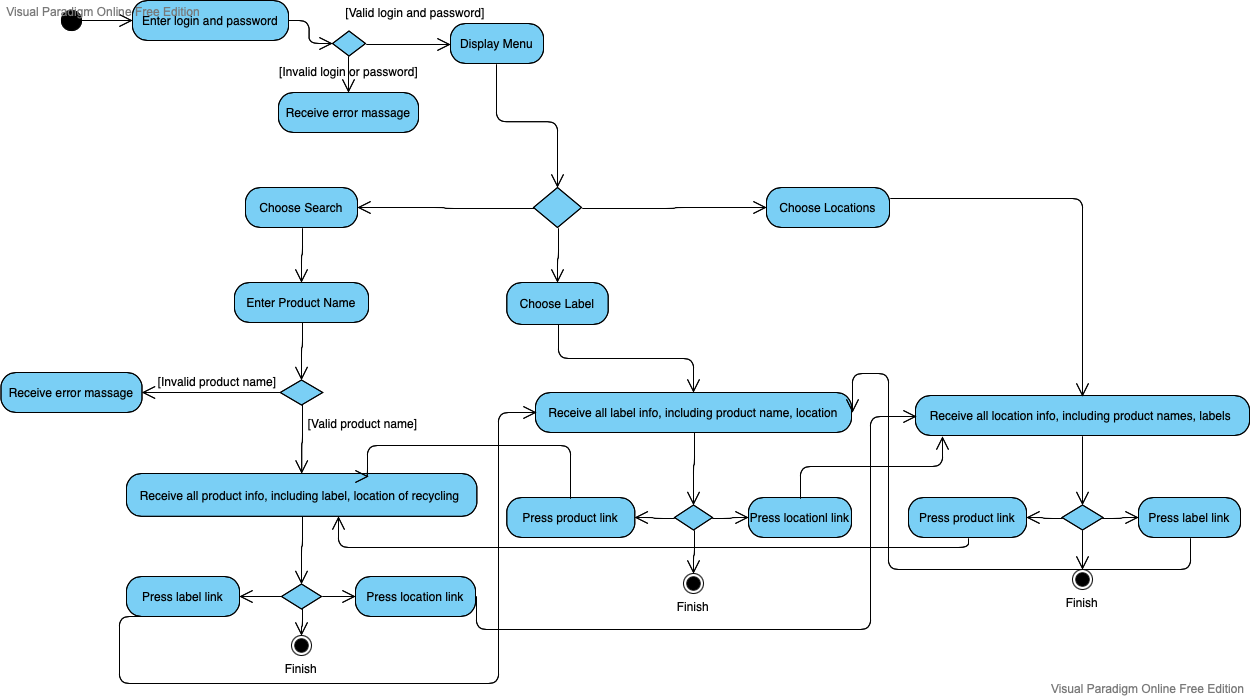 Visual Paradigm Online Free Edition
Enter login and password
[Valid login and password]
Display Menu
[Invalid login or password]
Receive error massage
Choose Search
Choose Locations
Enter Product Name
Choose Label
Receive error massage
[Invalid product name]
[Valid product name]
Receive all label info, including product name, location
Receive all location info, including product names, labels
Receive all product info, including label, location of recycling
Press product link
Press locationl link
Press product link
Press label link
Press label link
Press location link
Finish
Finish
Finish
Visual Paradigm Online Free Edition